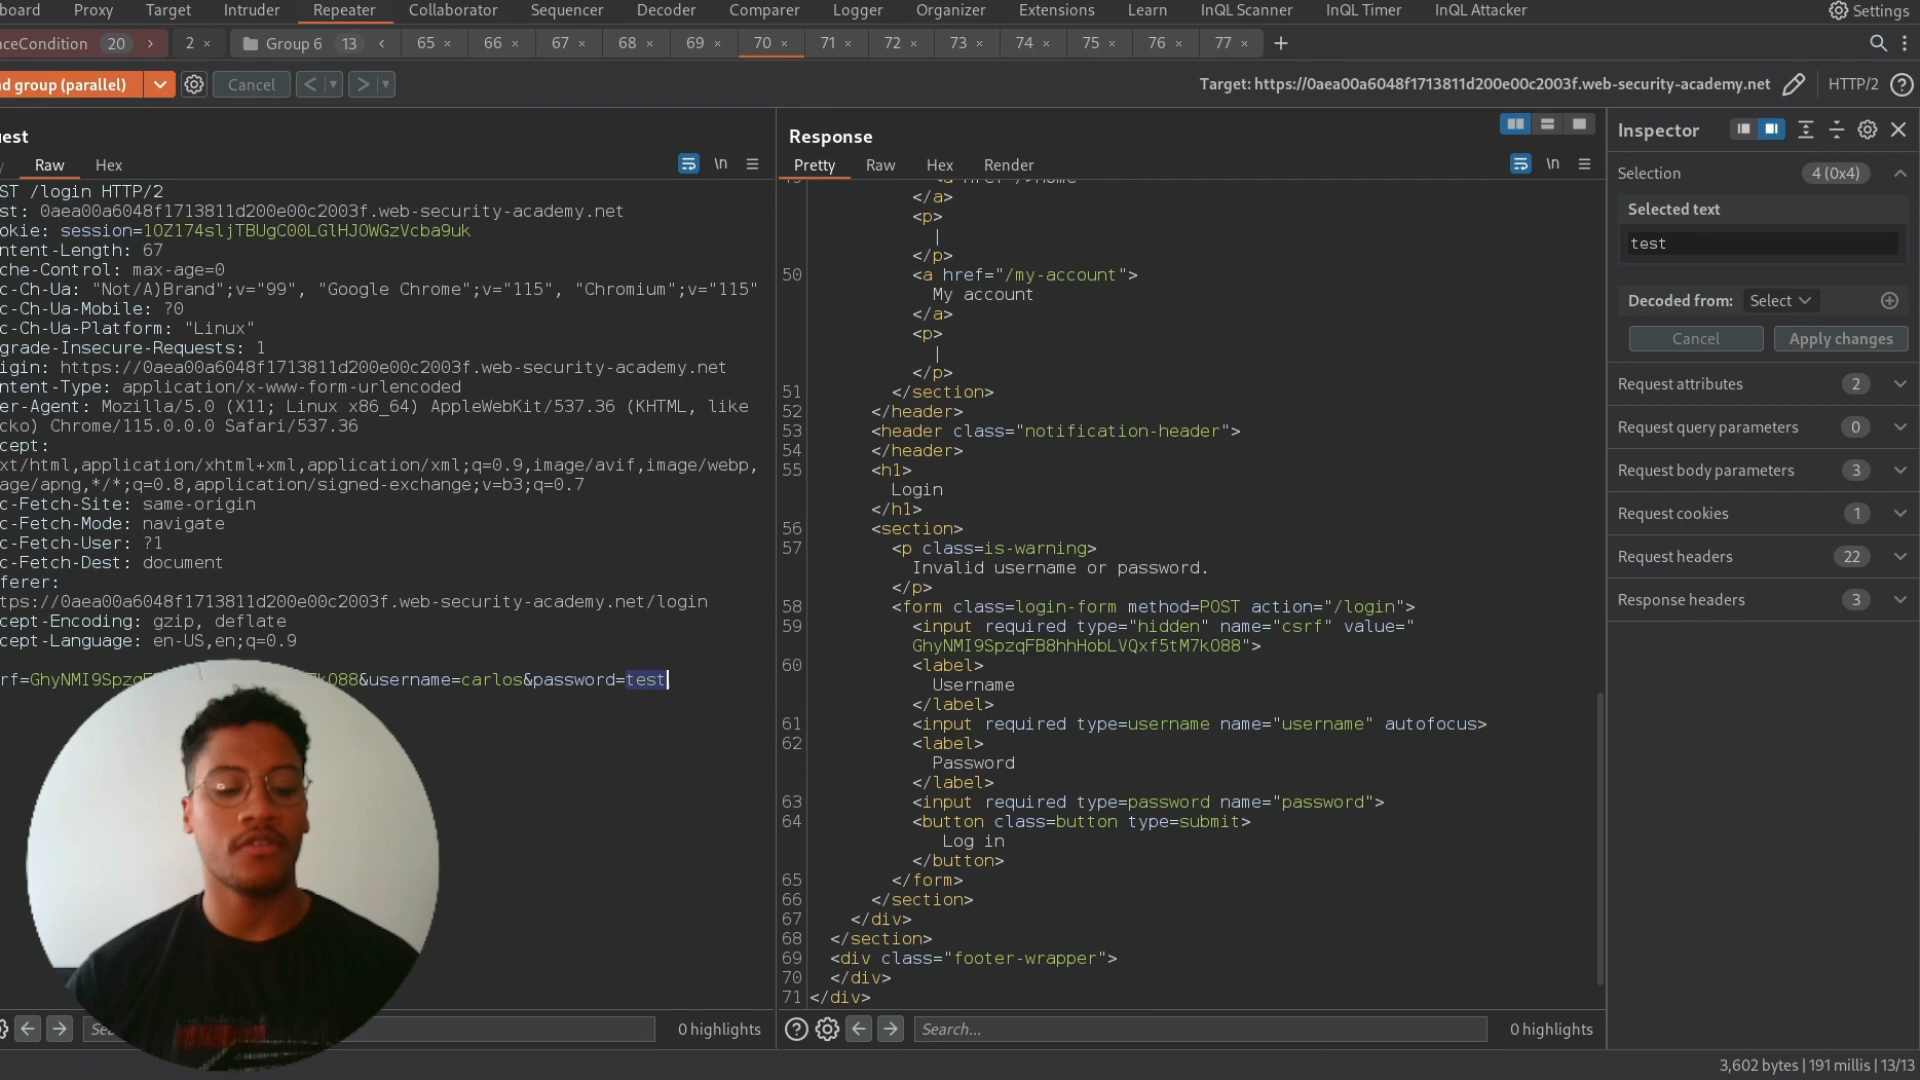 board Proxy Target Intruder Dashboard Repeater Collaborator Sequencer Decoder Comparer Logger Organizer Extensions Learn InQL Scanner InQL Timer InQL Attacker Settings
aceCondition 20 > 2 × Group 6 13 < 65 × 66 × 67 × 68 × 69 × 70 × 71 × 72 × 73 × 74 × 75 × 76 × 77 × +
nd group (parallel) Cancel < > Target: https://0aea00a6048f1713811d200e00c2003f.web-security-academy.net HTTP/2 ?
est
Raw Hex \n
ST /login HTTP/2
st: 0aea00a6048f1713811d200e00c2003f.web-security-academy.net
okie: session=1OZ174sljTBUgC00LGlHJOWGzVcba9uk
ntent-Length: 67
che-Control: max-age=0
c-Ch-Ua: "Not/A)Brand";v="99", "Google Chrome";v="115", "Chromium";v="115"
c-Ch-Ua-Mobile: ?0
c-Ch-Ua-Platform: "Linux"
grade-Insecure-Requests: 1
igin: https://0aea00a6048f1713811d200e00c2003f.web-security-academy.net
ntent-Type: application/x-www-form-urlencoded
er-Agent: Mozilla/5.0 (X11; Linux x86_64) AppleWebKit/537.36 (KHTML, like
cko) Chrome/115.0.0.0 Safari/537.36
cept:
xt/html,application/xhtml+xml,application/xml;q=0.9,image/avif,image/webp,
age/apng,*/*;q=0.8,application/signed-exchange;v=b3;q=0.7
c-Fetch-Site: same-origin
c-Fetch-Mode: navigate
c-Fetch-User: ?1
c-Fetch-Dest: document
ferer:
tps://0aea00a6048f1713811d200e00c2003f.web-security-academy.net/login
cept-Encoding: gzip, deflate
cept-Language: en-US,en;q=0.9
rf=GhyNMI9Spzq 7k088&username=carlos&password=test
0 highlights
Response
Pretty Raw Hex Render \n
</a>
<p>
|
</p>
50 <a href="/my-account">
My account
</a>
<p>
|
</p>
51 </section>
52 </header>
53 <header class="notification-header">
54 </header>
55 <h1>
Login
</h1>
56 <section>
57 <p class=is-warning>
Invalid username or password.
</p>
58 <form class=login-form method=POST action="/login">
59 <input required type="hidden" name="csrf" value="
GhyNMI9SpzqFB8hhHobLVQxf5tM7k088">
60 <label>
Username
</label>
61 <input required type=username name="username" autofocus>
62 <label>
Password
</label>
63 <input required type=password name="password">
64 <button class=button type=submit>
Log in
</button>
65 </form>
66 </section>
67 </div>
68 </section>
69 <div class="footer-wrapper">
70 </div>
71 </div>
? Search... 0 highlights
Inspector
Selection 4 (0x4)
Selected text
test
Decoded from: Select
Cancel Apply changes
Request attributes 2
Request query parameters 0
Request body parameters 3
Request cookies 1
Request headers 22
Response headers 3
3,602 bytes | 191 millis | 13/13